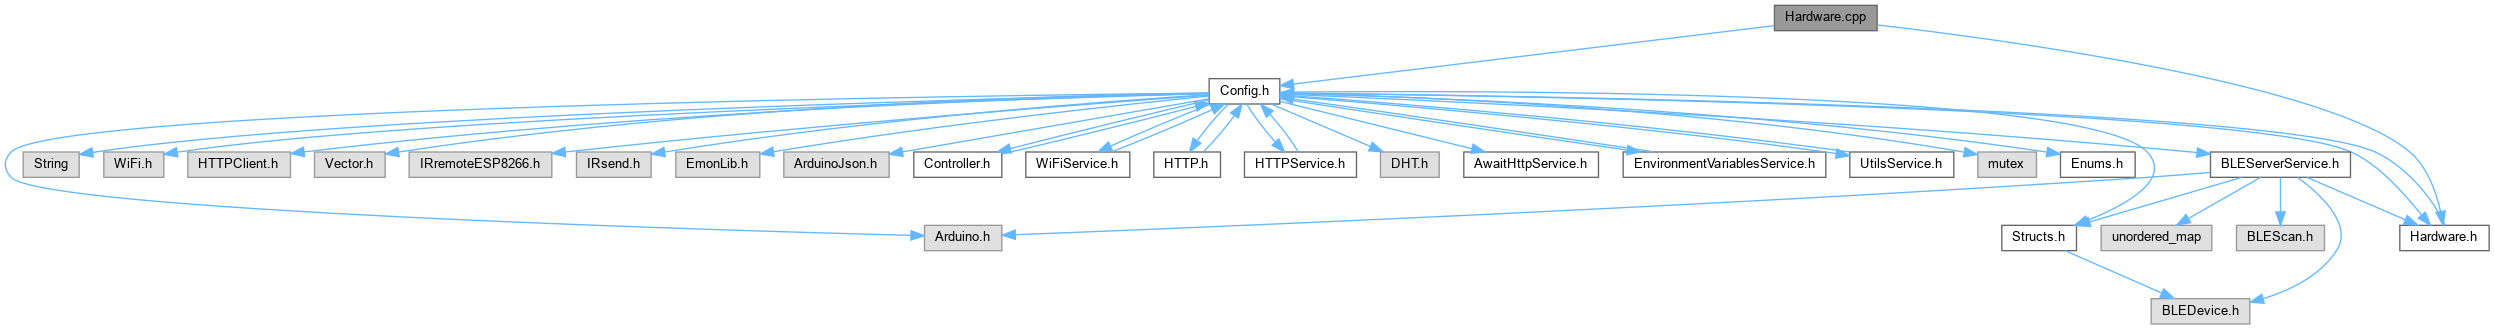 Hardware.cpp
Config.h
String
WiFi.h
HTTPClient.h
Vector.h
IRremoteESP8266.h
IRsend.h
EmonLib.h
ArduinoJson.h
Controller.h
WiFiService.h
HTTP.h
HTTPService.h
DHT.h
AwaitHttpService.h
EnvironmentVariablesService.h
UtilsService.h
mutex
Enums.h
BLEServerService.h
Arduino.h
Structs.h
unordered_map
BLEScan.h
Hardware.h
BLEDevice.h